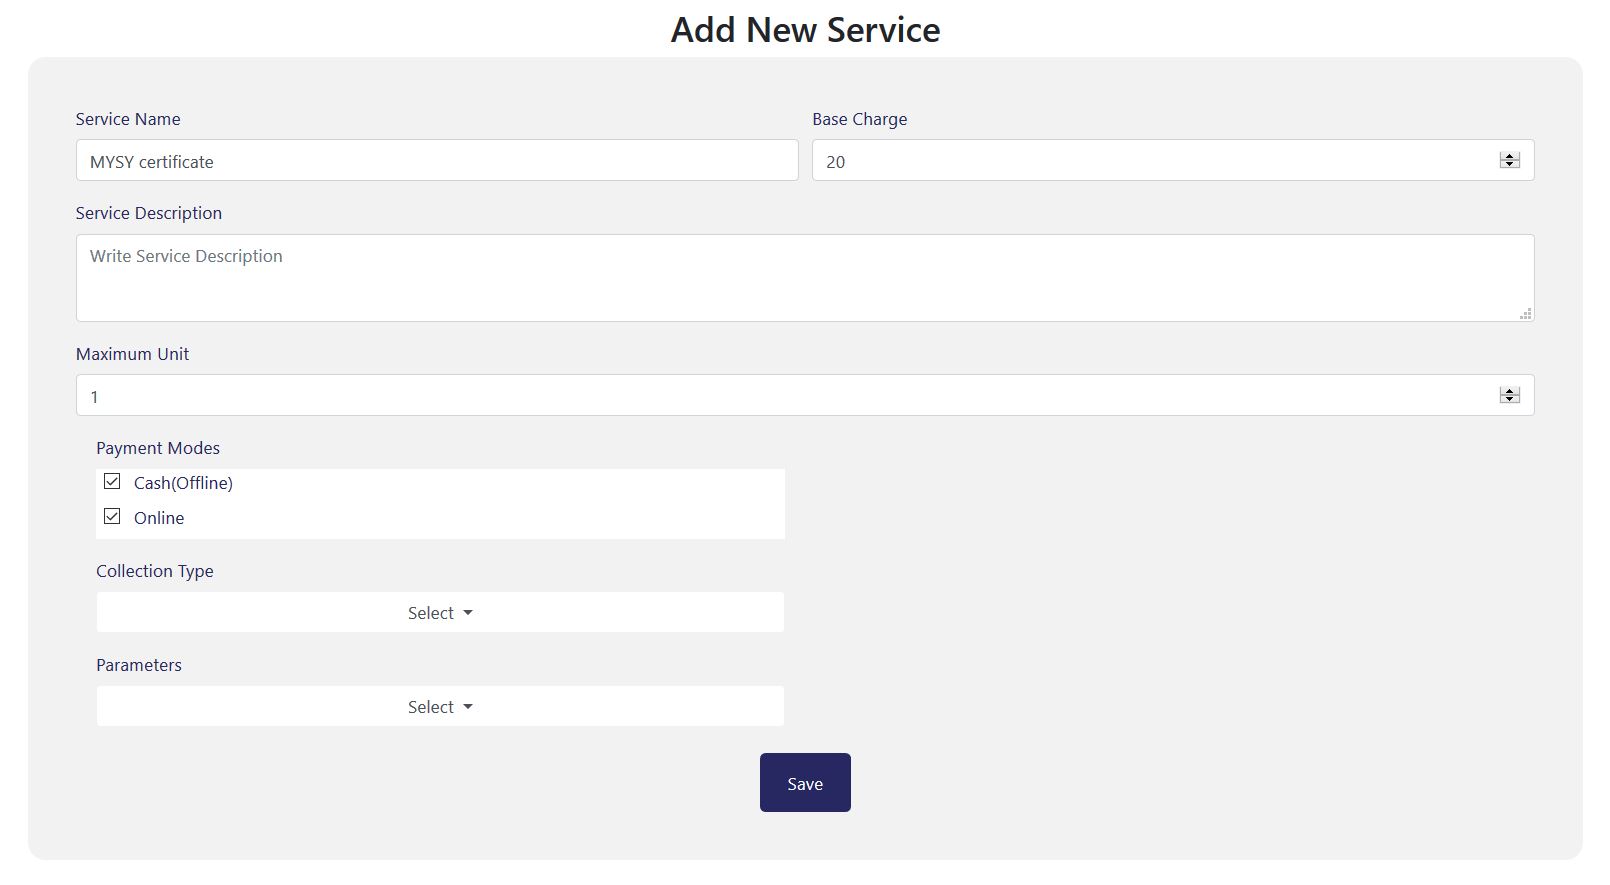 Add New Service
Service Name
Base Charge
MYSY certificate
20
Service Description
Write Service Description
Maximum Unit
1
Payment Modes
Cash(Offline)
Online
Collection Type
Select
Parameters
Select
Save